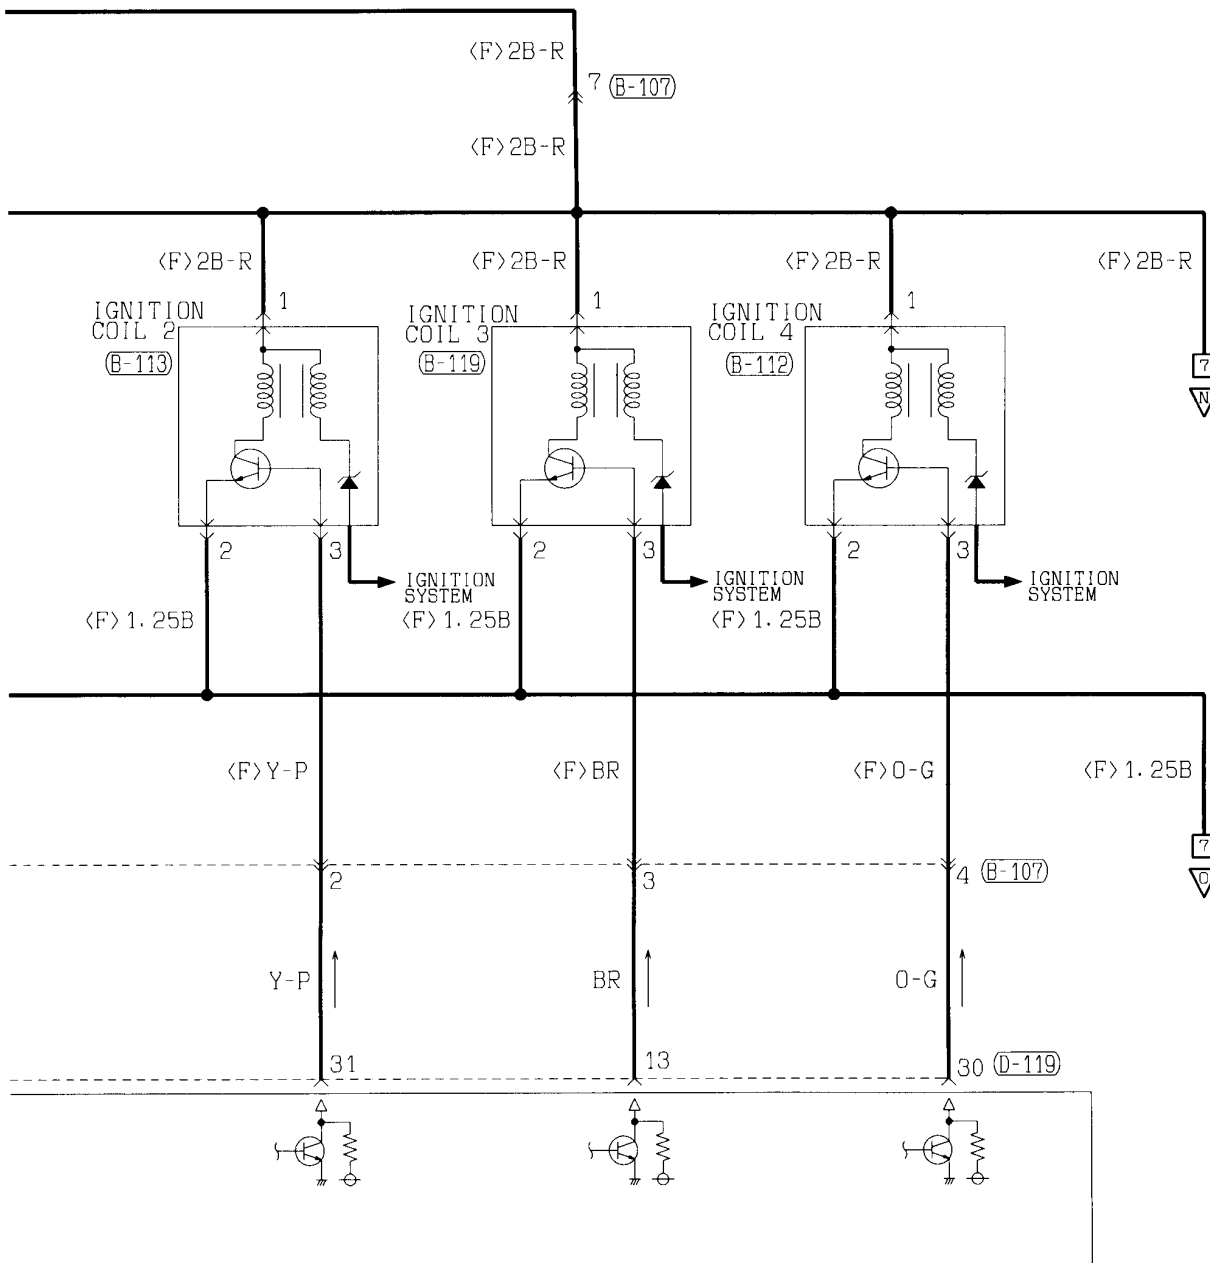 〈F〉2B-R
7 (B-107)
〈F〉2B-R
〈F〉2B-R
〈F〉2B-R
〈F〉2B-R
〈F〉2B-R
1
1
1
IGNITION
COIL 2
(B-113)
IGNITION
COIL 3
(B-119)
IGNITION
COIL 4
(B-112)
7
N
2
3
2
3
2
3
IGNITION
SYSTEM
IGNITION
SYSTEM
IGNITION
SYSTEM
〈F〉1.25B
〈F〉1.25B
〈F〉1.25B
〈F〉Y-P
〈F〉BR
〈F〉O-G
〈F〉1.25B
7
O
2
3
4 (B-107)
Y-P
BR
O-G
31
13
30 (D-119)